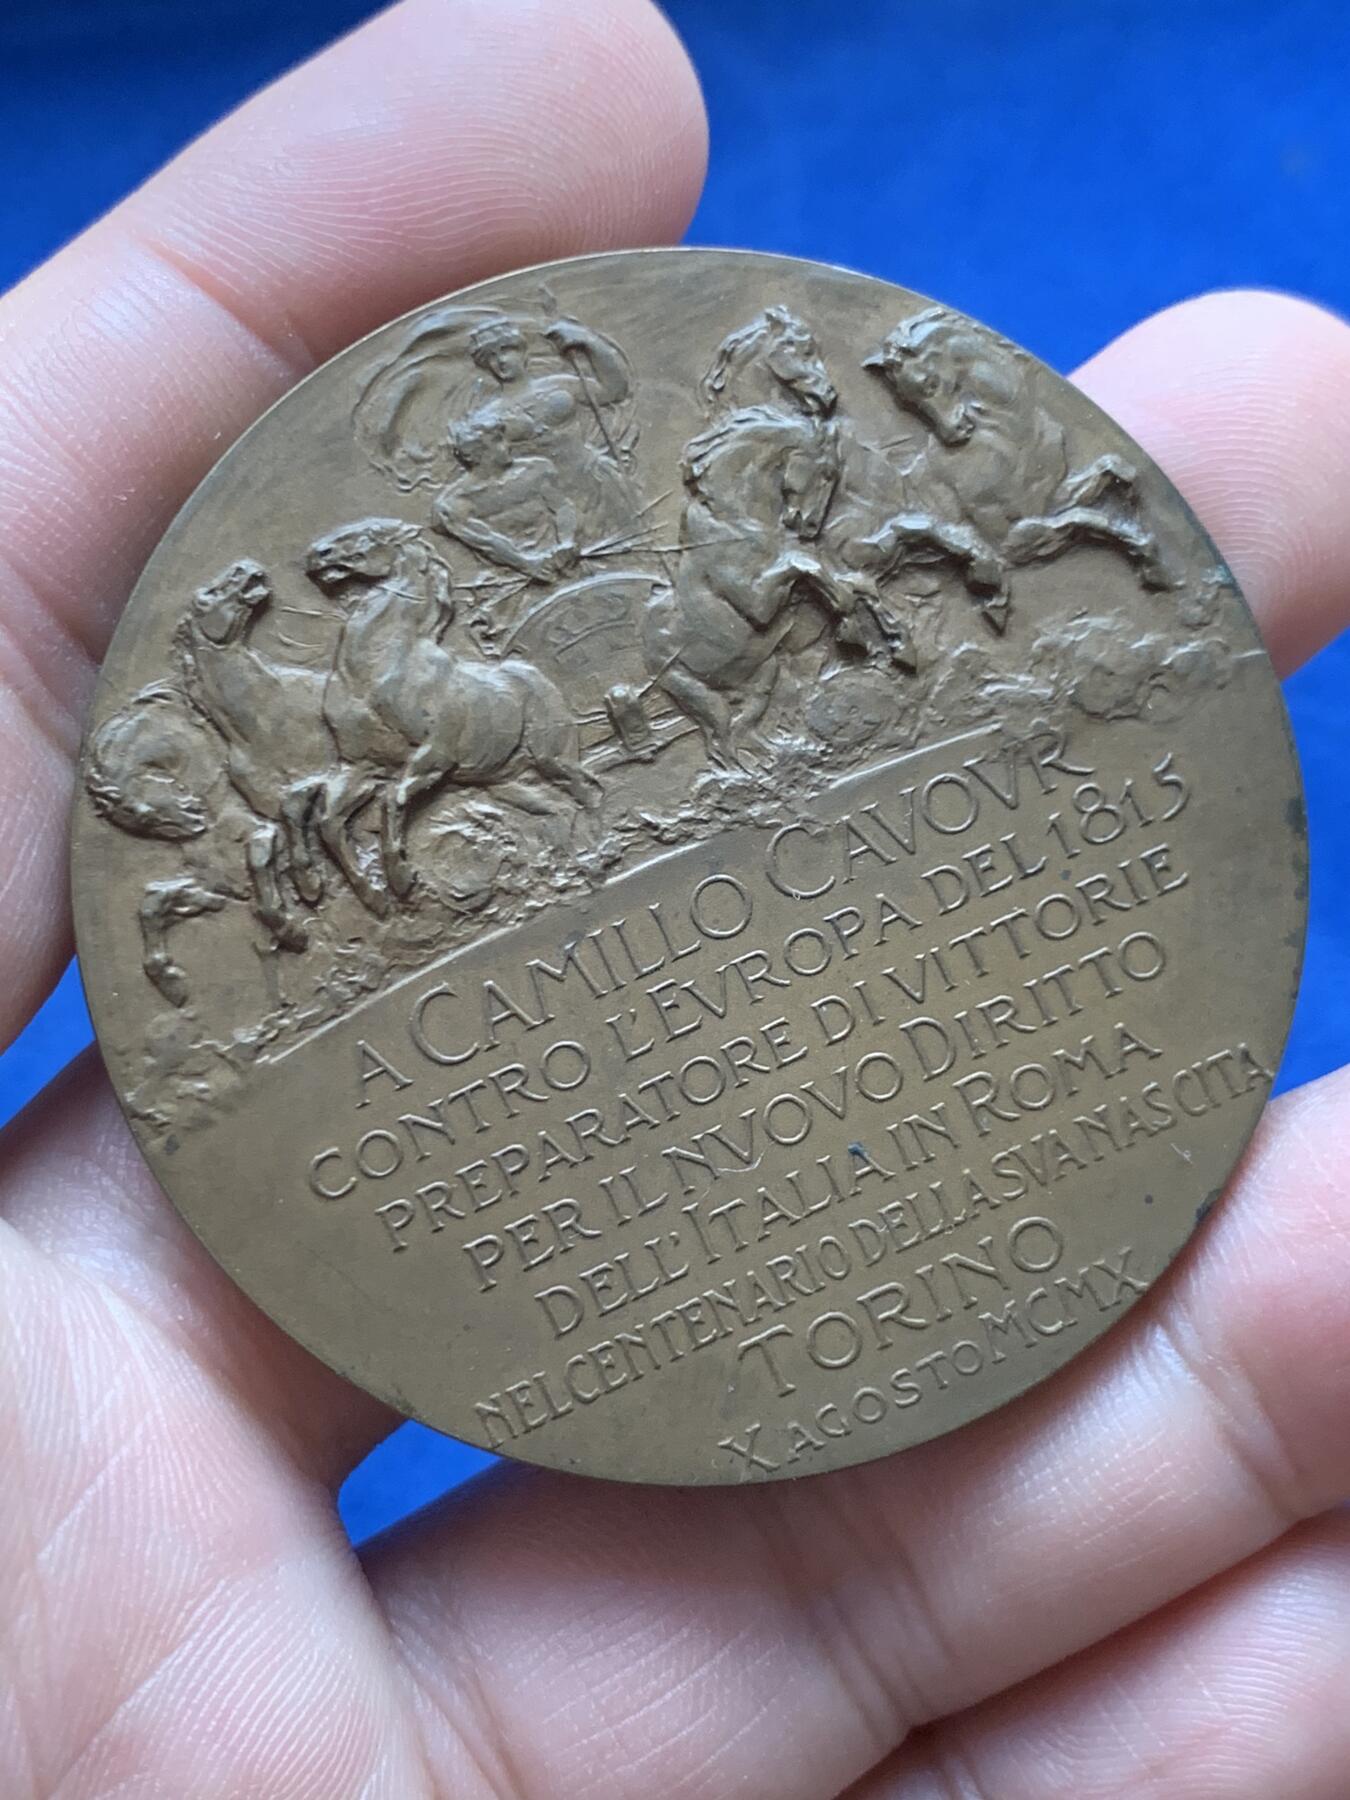 A CAMILLO CAVOVR
CONTRO L'EVROPA DEL 1815
PREPARATORE DI VITTORIE
PER IL NVOVO DIRITTO
DELL'ITALIA IN ROMA
NEL CENTENARIO DELLA SVA NASCITA
TORINO
X AGOSTO MCMX